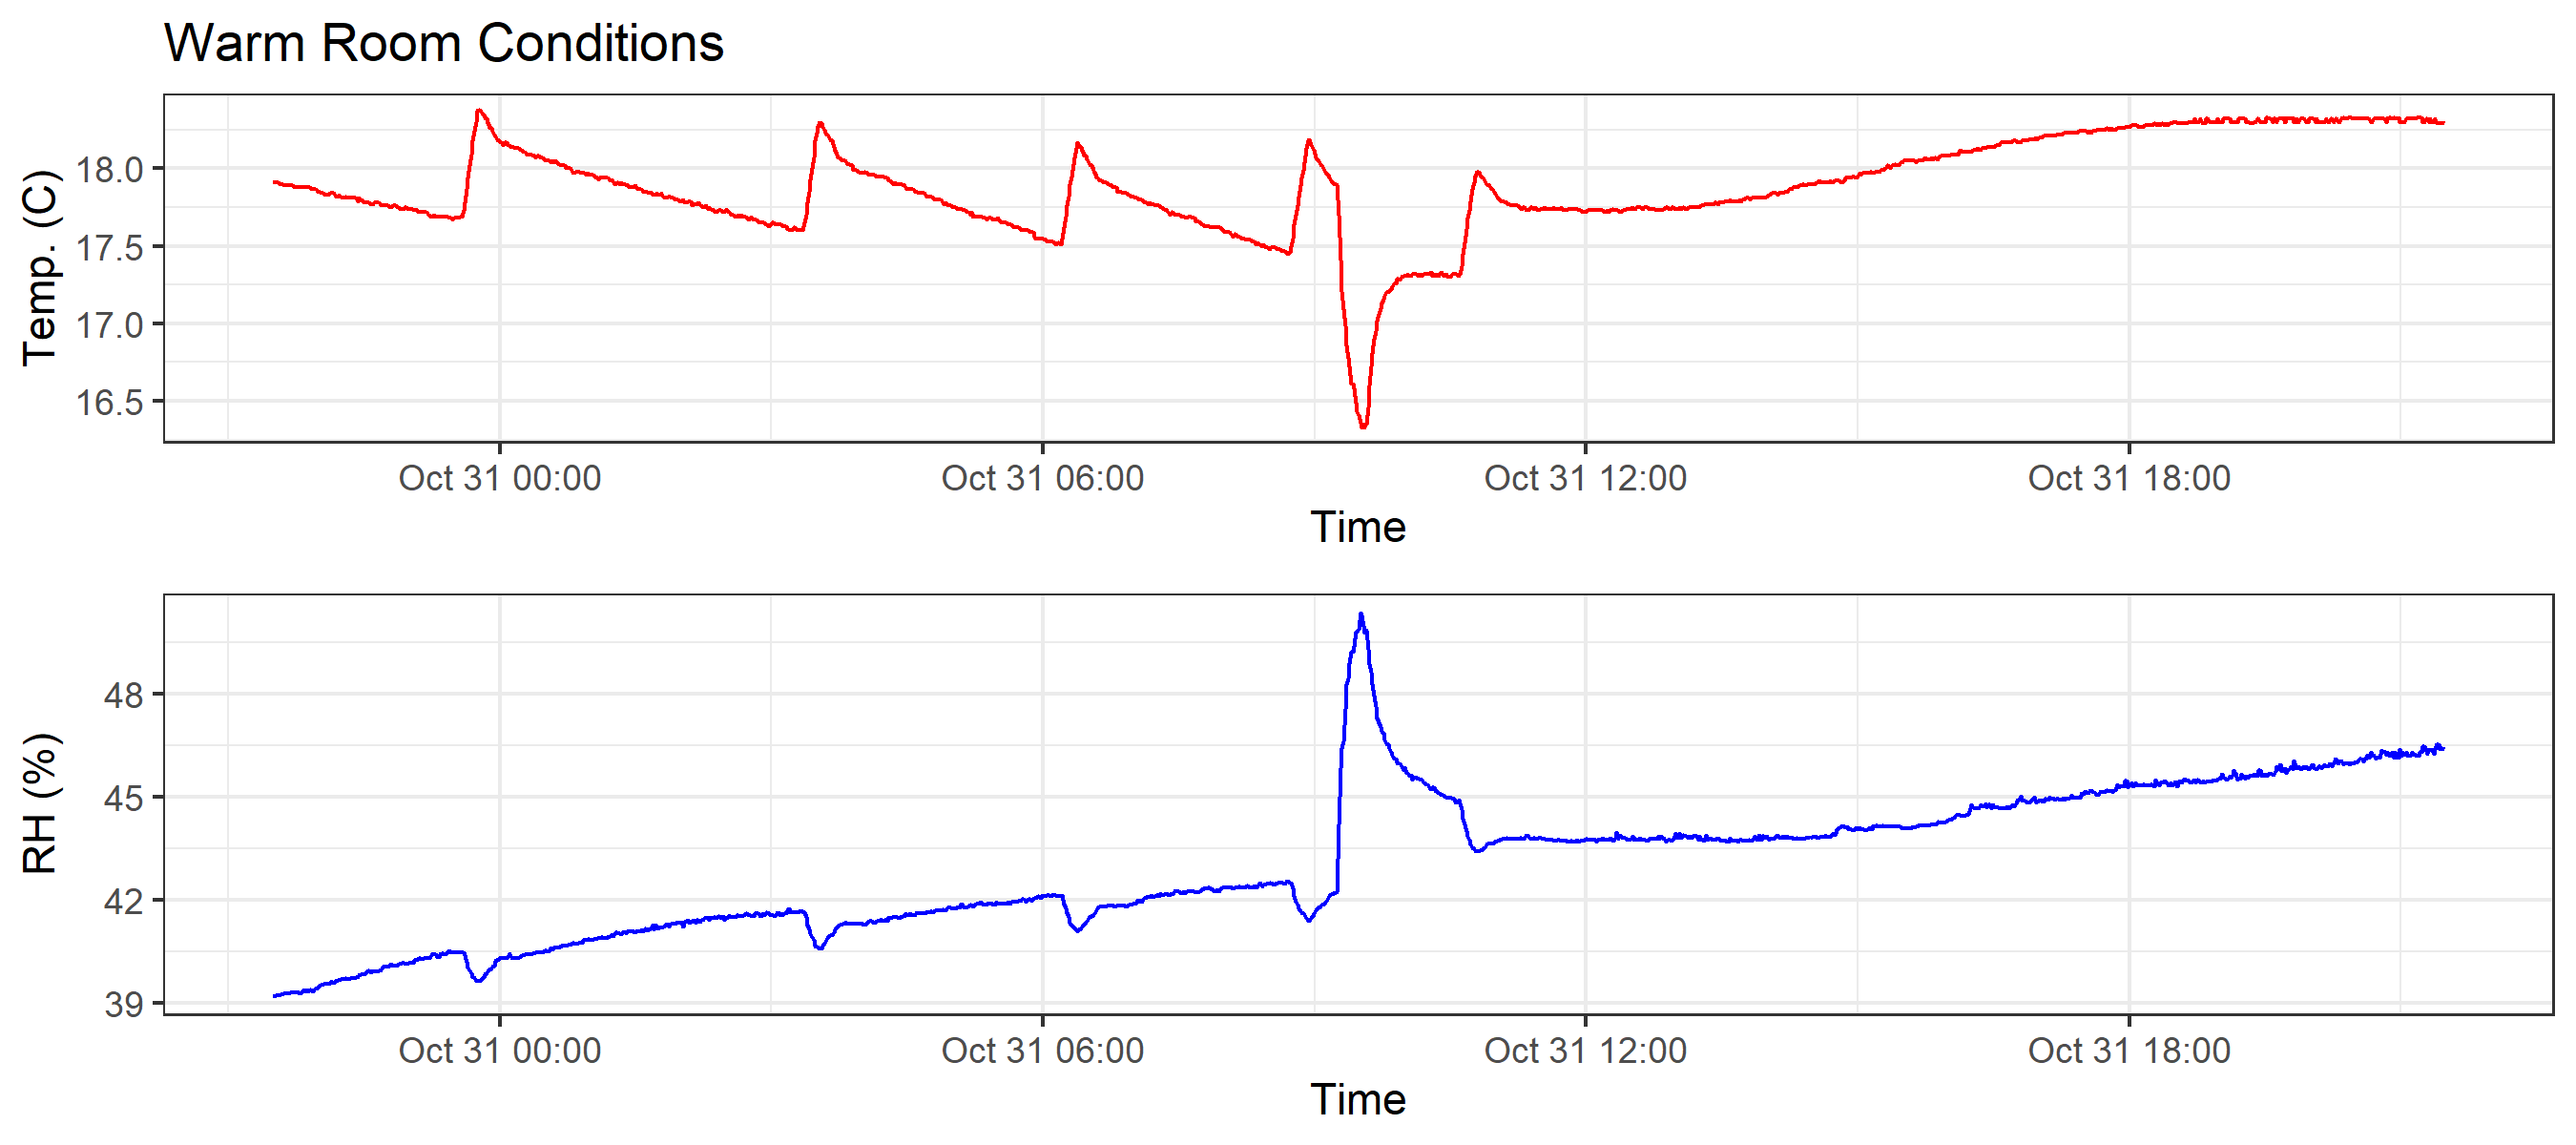 Warm Room Conditions
Temp. (C)
18.0
17.5
17.0
16.5
Oct 31 00:00 Oct 31 06:00 Oct 31 12:00 Oct 31 18:00
Time
RH (%)
48
45
42
39
Oct 31 00:00 Oct 31 06:00 Oct 31 12:00 Oct 31 18:00
Time